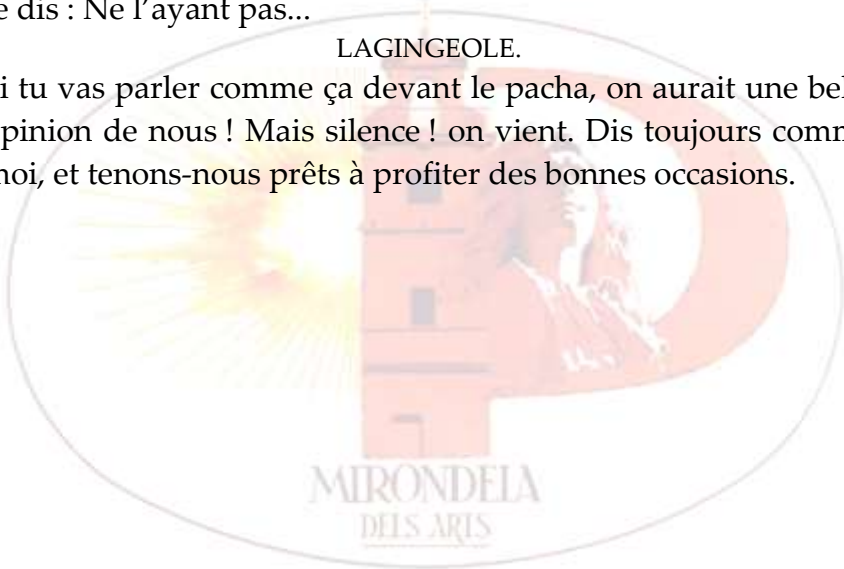 e dis : Ne l'ayant pas...
LAGINGEOLE.
i tu vas parler comme ça devant le pacha, on aurait une bel
pinion de nous ! Mais silence ! on vient. Dis toujours comm
noi, et tenons-nous prêts à profiter des bonnes occasions.
MIRONDELA
DELS ARTS